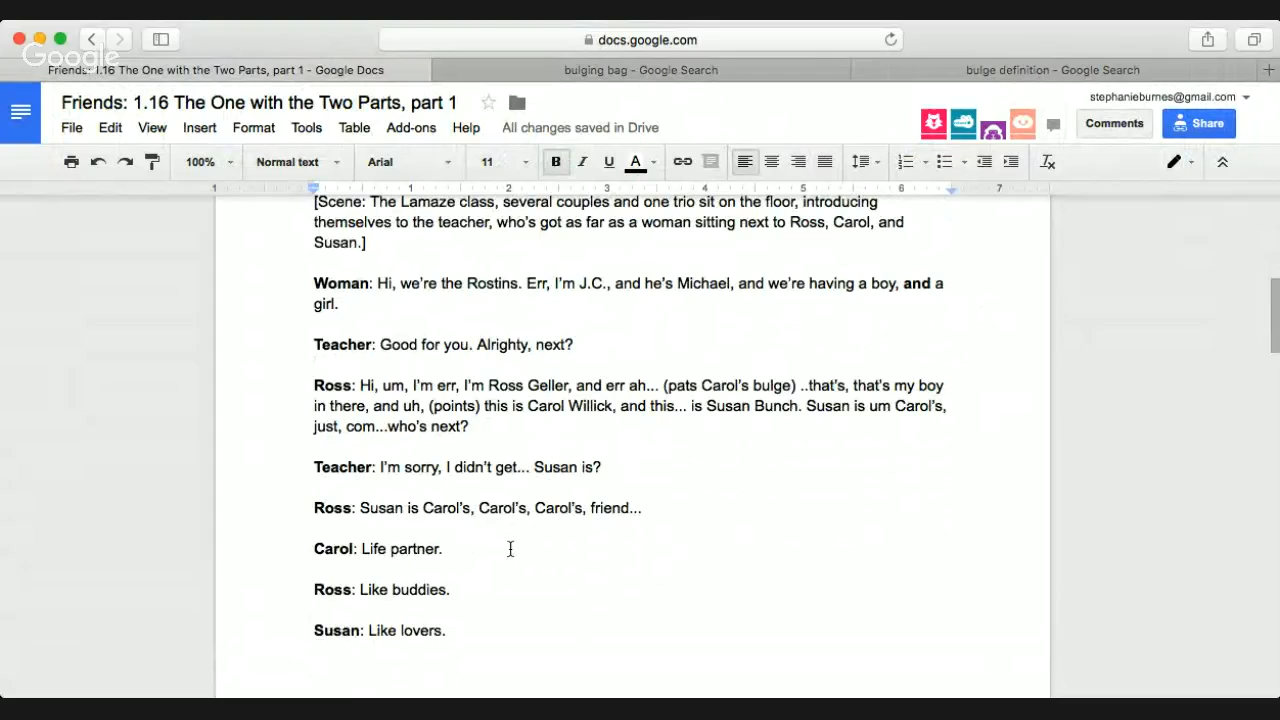 docs.google.com
Google
Friends: 1.16 The One with the Two Parts, part 1 - Google Docs
bulging bag - Google Search
bulge definition - Google Search
Friends: 1.16 The One with the Two Parts, part 1
stephanieburnes@gmail.com
File Edit View Insert Format Tools Table Add-ons Help All changes saved in Drive
Comments
Share
100% Normal text Arial 11 B I U A
1 1 2 3 4 5 6 7
[Scene: The Lamaze class, several couples and one trio sit on the floor, introducing
themselves to the teacher, who's got as far as a woman sitting next to Ross, Carol, and
Susan.]
Woman: Hi, we're the Rostins. Err, I'm J.C., and he's Michael, and we're having a boy, and a
girl.
Teacher: Good for you. Alrighty, next?
Ross: Hi, um, I'm err, I'm Ross Geller, and err ah... (pats Carol's bulge) ..that's, that's my boy
in there, and uh, (points) this is Carol Willick, and this... is Susan Bunch. Susan is um Carol's,
just, com...who's next?
Teacher: I'm sorry, I didn't get... Susan is?
Ross: Susan is Carol's, Carol's, Carol's, friend...
Carol: Life partner.
Ross: Like buddies.
Susan: Like lovers.